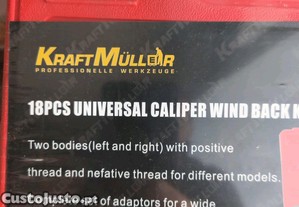 KRAFTMÜLLER
PROFESSIONELLE WERKZEUGE
18PCS UNIVERSAL CALIPER WIND BACK K
Two bodies(left and right) with positive
thread and nefative thread for different models.
set of adaptors for a wide
Custojusto.pt